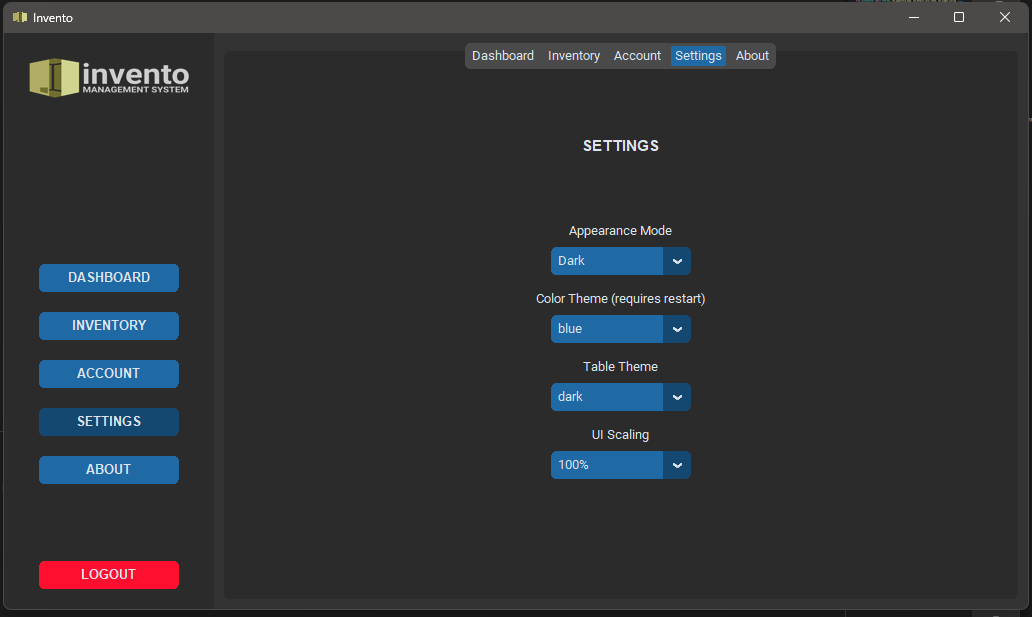 Invento
invento
MANAGEMENT SYSTEM
DASHBOARD
INVENTORY
ACCOUNT
SETTINGS
ABOUT
LOGOUT
Dashboard Inventory Account Settings About
SETTINGS
Appearance Mode
Dark
Color Theme (requires restart)
blue
Table Theme
dark
UI Scaling
100%